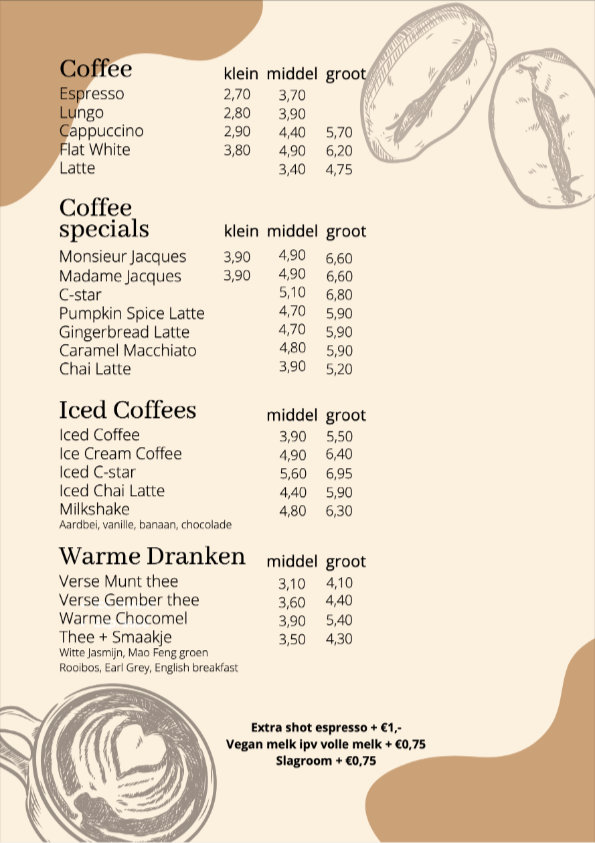 Coffee klein middel groot
Espresso 2,70 3,70
Lungo 2,80 3,90
Cappuccino 2,90 4,40 5,70
Flat White 3,80 4,90 6,20
Latte 3,40 4,75
Coffee
specials klein middel groot
Monsieur Jacques 3,90 4,90 6,60
Madame Jacques 3,90 4,90 6,60
C-star 5,10 6,80
Pumpkin Spice Latte 4,70 5,90
Gingerbread Latte 4,70 5,90
Caramel Macchiato 4,80 5,90
Chai Latte 3,90 5,20
Iced Coffees middel groot
Iced Coffee 3,90 5,50
Ice Cream Coffee 4,90 6,40
Iced C-star 5,60 6,95
Iced Chai Latte 4,40 5,90
Milkshake 4,80 6,30
Aardbei, vanille, banaan, chocolade
Warme Dranken middel groot
Verse Munt thee 3,10 4,10
Verse Gember thee 3,60 4,40
Warme Chocomel 3,90 5,40
Thee + Smaakje 3,50 4,30
Witte Jasmijn, Mao Feng groen
Rooibos, Earl Grey, English breakfast
Extra shot espresso + €1,-
Vegan melk ipv volle melk + €0,75
Slagroom + €0,75